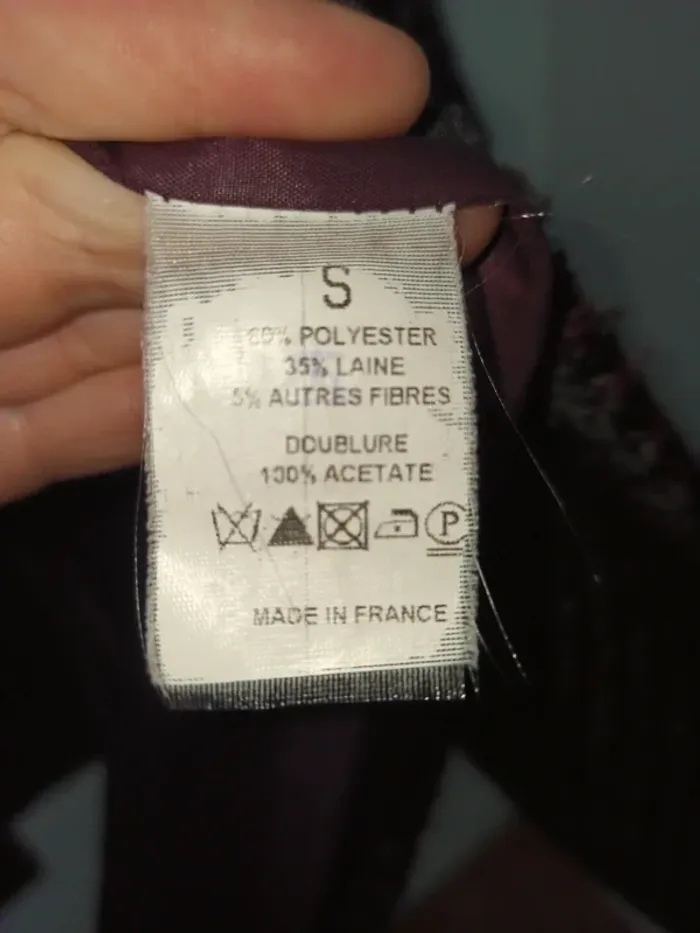 S
60% POLYESTER
35% LAINE
5% AUTRES FIBRES
DOUBLURE
100% ACETATE
P
MADE IN FRANCE